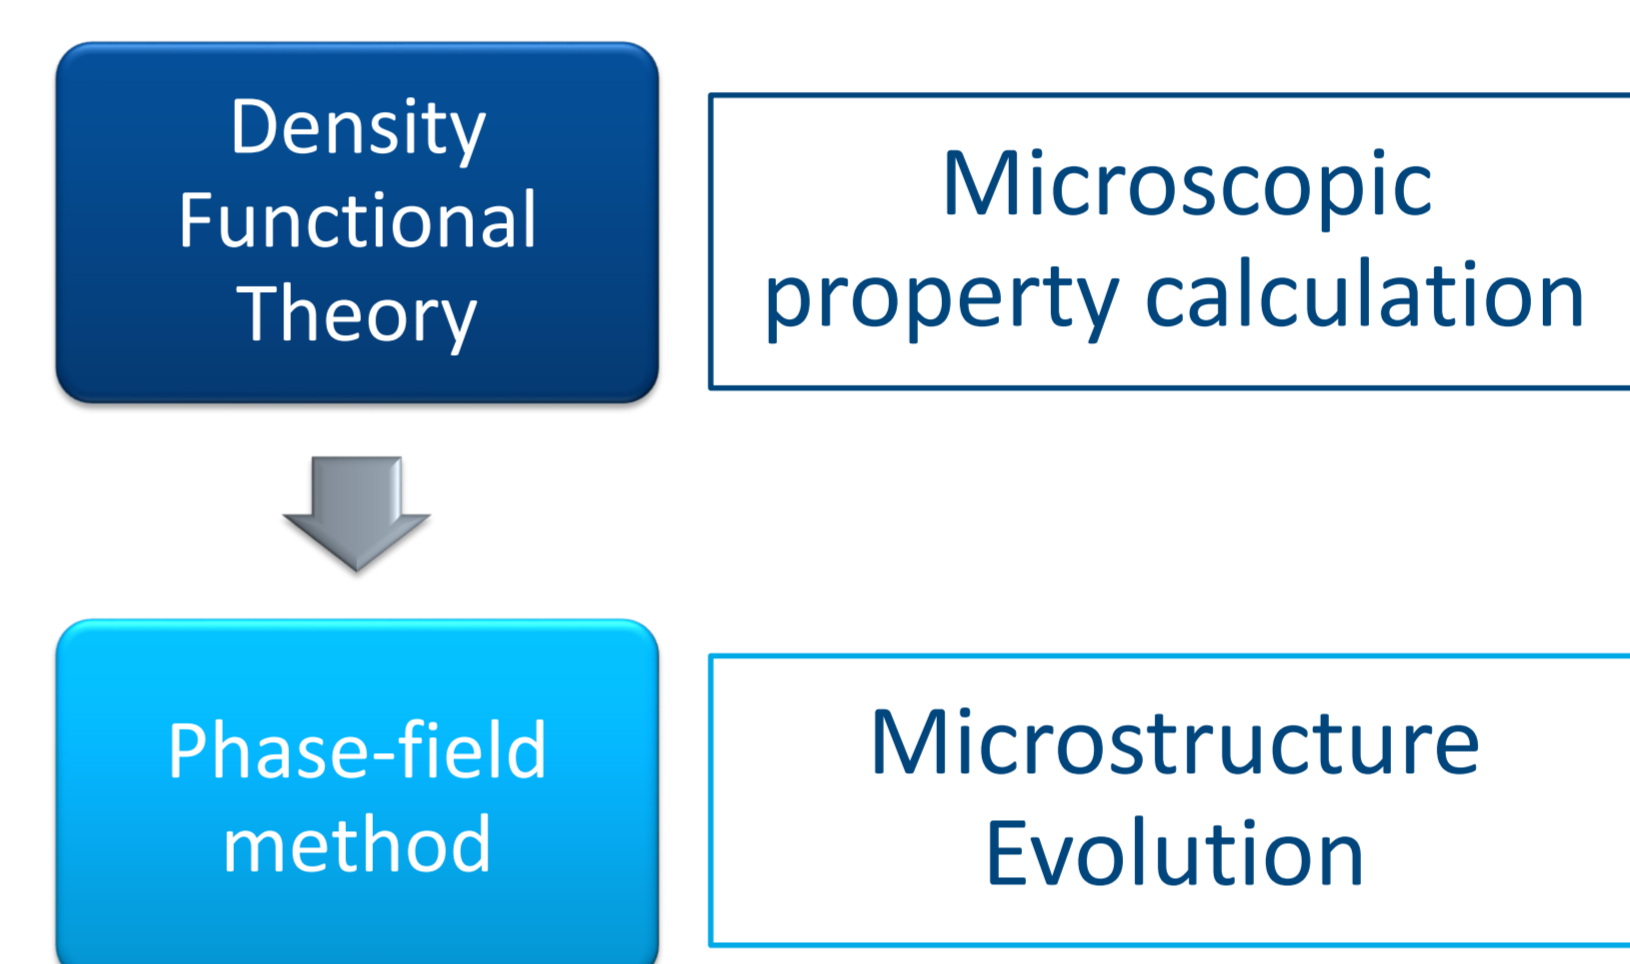 Density
Functional
Theory
Microscopic
property calculation
Phase-field
method
Microstructure
Evolution